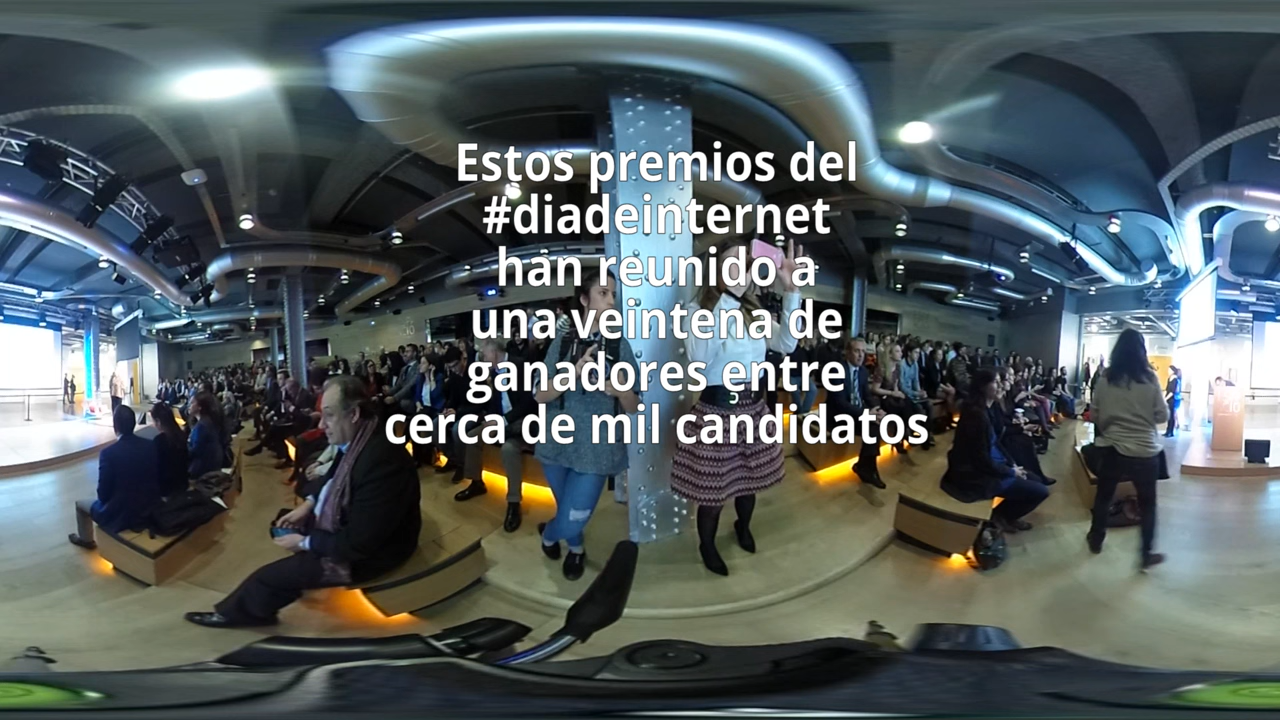 Estos premios del
#diadeinternet
han reunido a
una veintena de
ganadores entre
cerca de mil candidatos